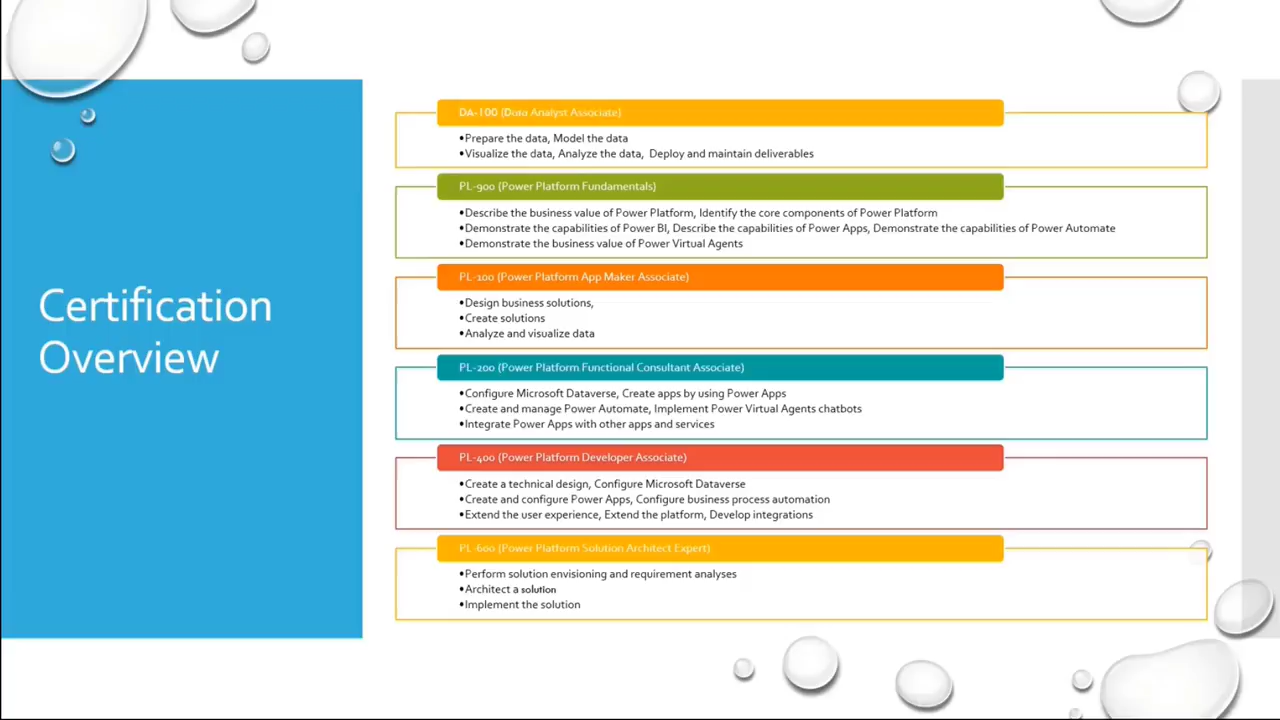 Certification
Overview
DA-100 (Data Analyst Associate)
•Prepare the data, Model the data
•Visualize the data, Analyze the data,  Deploy and maintain deliverables
PL-900 (Power Platform Fundamentals)
•Describe the business value of Power Platform, Identify the core components of Power Platform
•Demonstrate the capabilities of Power BI, Describe the capabilities of Power Apps, Demonstrate the capabilities of Power Automate
•Demonstrate the business value of Power Virtual Agents
PL-100 (Power Platform App Maker Associate)
•Design business solutions,
•Create solutions
•Analyze and visualize data
PL-200 (Power Platform Functional Consultant Associate)
•Configure Microsoft Dataverse, Create apps by using Power Apps
•Create and manage Power Automate, Implement Power Virtual Agents chatbots
•Integrate Power Apps with other apps and services
PL-400 (Power Platform Developer Associate)
•Create a technical design, Configure Microsoft Dataverse
•Create and configure Power Apps, Configure business process automation
•Extend the user experience, Extend the platform, Develop integrations
PL-600 (Power Platform Solution Architect Expert)
•Perform solution envisioning and requirement analyses
•Architect a solution
•Implement the solution